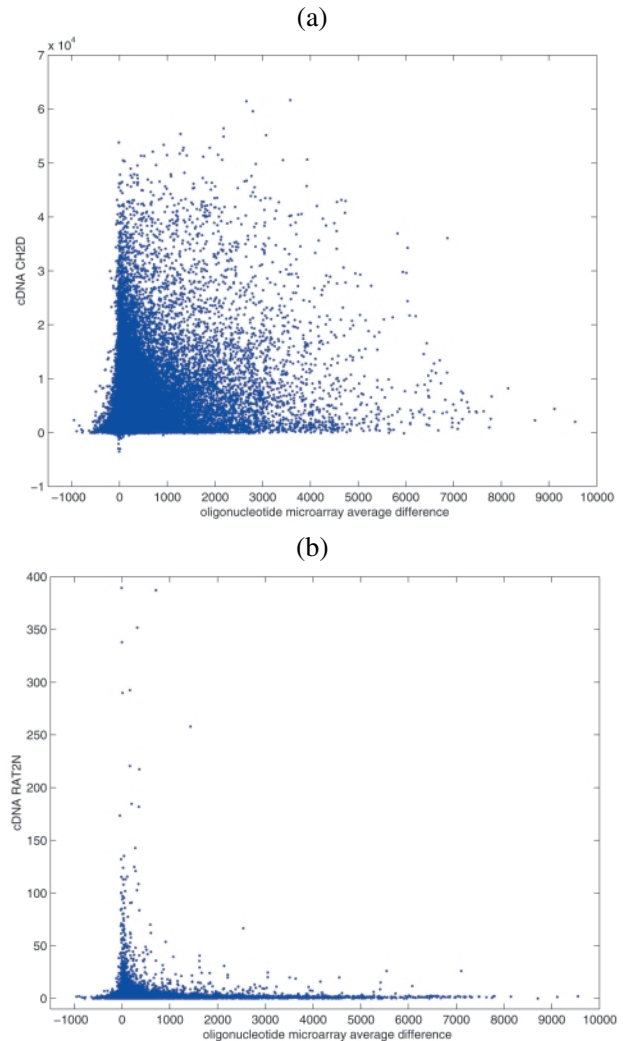 (a)
x 10⁴
7
6
5
4
3
2
1
0
−1
cDNA CH2D
−1000 0 1000 2000 3000 4000 5000 6000 7000 8000 9000 10000
oligonucleotide microarray average difference
(b)
400
350
300
250
200
150
100
50
0
cDNA RAT2N
−1000 0 1000 2000 3000 4000 5000 6000 7000 8000 9000 10000
oligonucleotide microarray average difference